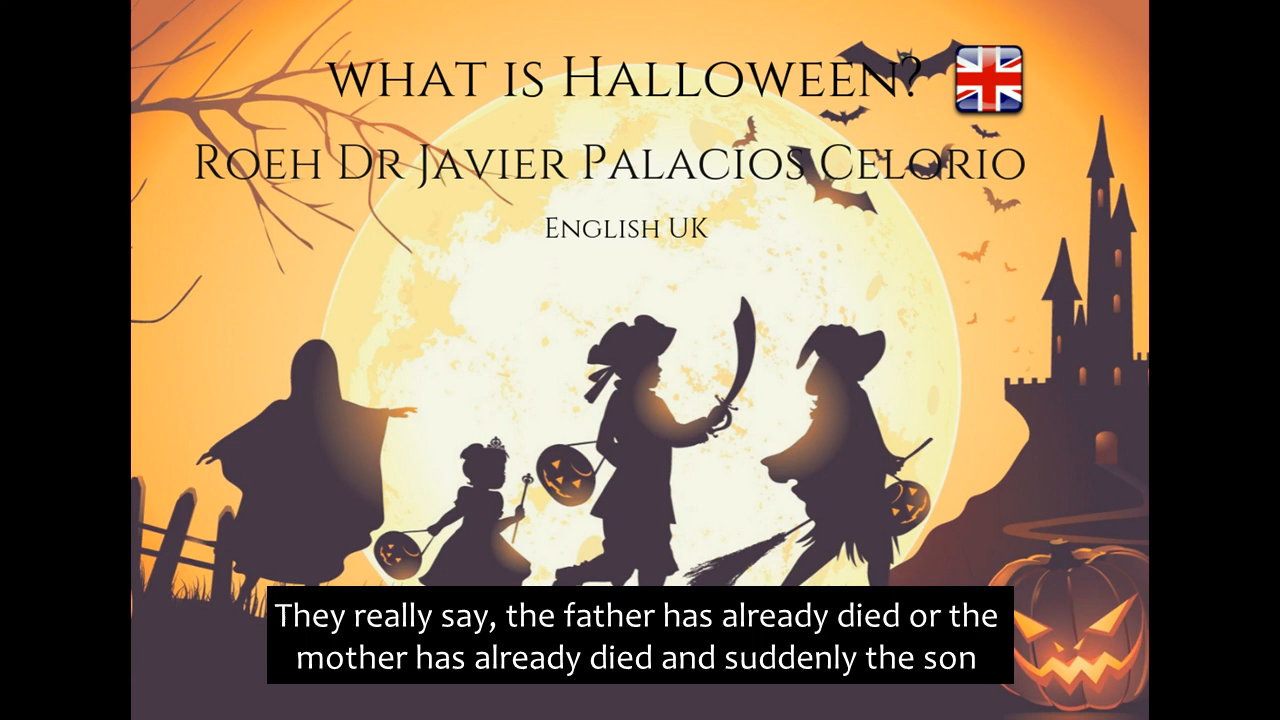 what is Halloween?
Roeh Dr Javier Palacios Celorio
English UK
They really say, the father has already died or the
mother has already died and suddenly the son